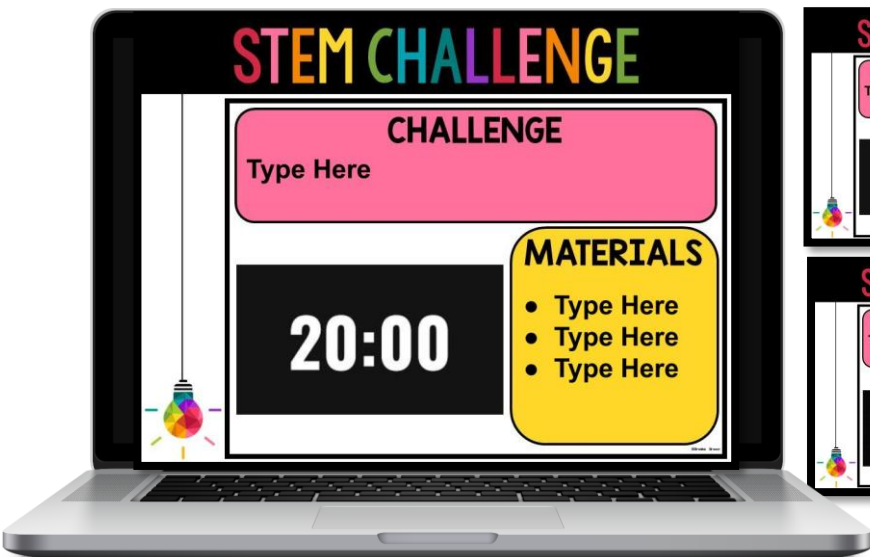 STEM CHALLENGE
CHALLENGE
Type Here
20:00
MATERIALS
● Type Here
● Type Here
● Type Here
S
S